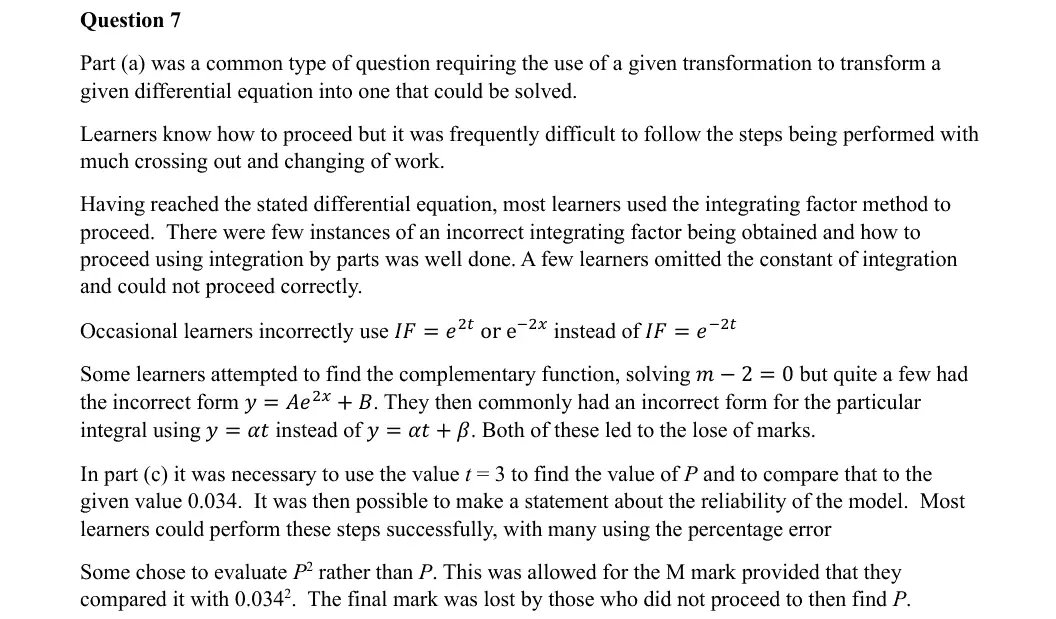 Question 7
Part (a) was a common type of question requiring the use of a given transformation to transform a
given differential equation into one that could be solved.
Learners know how to proceed but it was frequently difficult to follow the steps being performed with
much crossing out and changing of work.
Having reached the stated differential equation, most learners used the integrating factor method to
proceed.  There were few instances of an incorrect integrating factor being obtained and how to
proceed using integration by parts was well done. A few learners omitted the constant of integration
and could not proceed correctly.
Occasional learners incorrectly use IF = e^{2t} or e^{−2x} instead of IF = e^{−2t}
Some learners attempted to find the complementary function, solving m − 2 = 0 but quite a few had
the incorrect form y = Ae^{2x} + B. They then commonly had an incorrect form for the particular
integral using y = αt instead of y = αt + β. Both of these led to the lose of marks.
In part (c) it was necessary to use the value t = 3 to find the value of P and to compare that to the
given value 0.034.  It was then possible to make a statement about the reliability of the model.  Most
learners could perform these steps successfully, with many using the percentage error
Some chose to evaluate P² rather than P. This was allowed for the M mark provided that they
compared it with 0.034².  The final mark was lost by those who did not proceed to then find P.